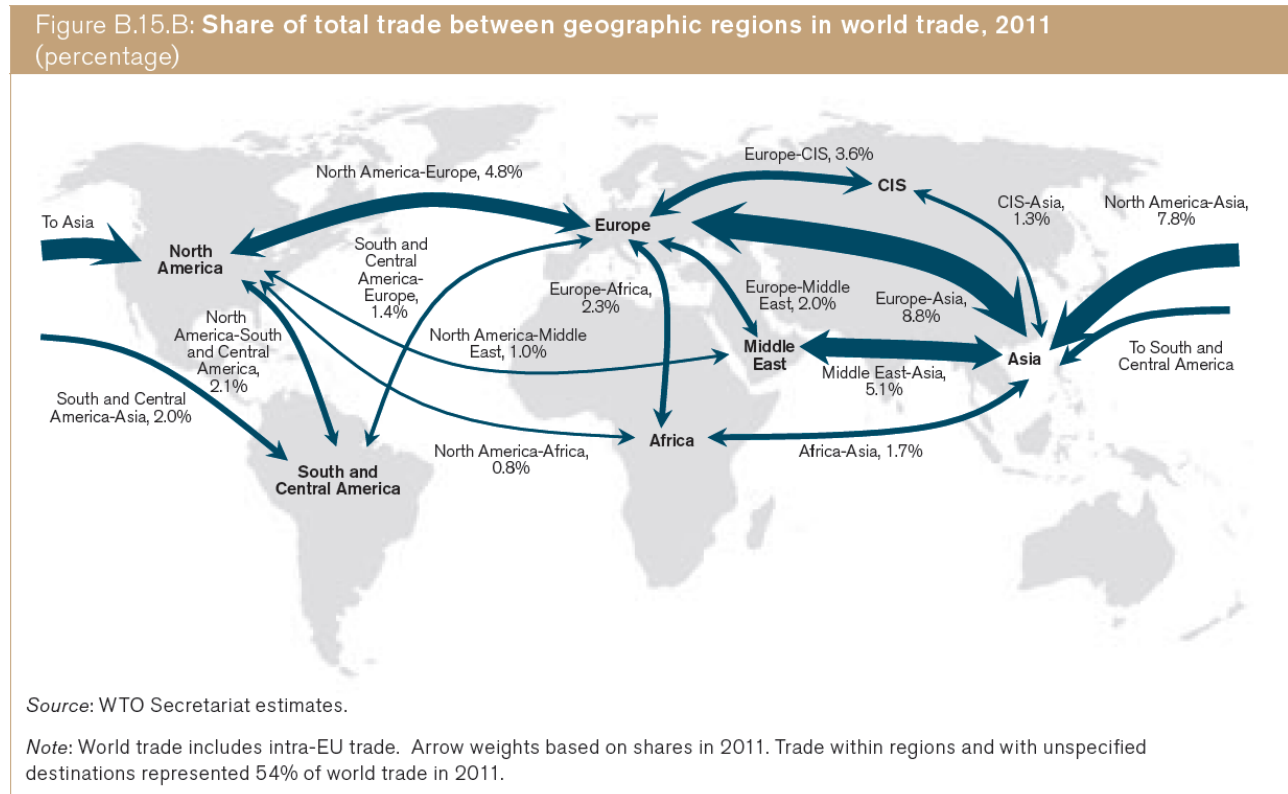 Figure B.15.B: Share of total trade between geographic regions in world trade, 2011
(percentage)
North America-Europe, 4.8%
Europe-CIS, 3.6%
CIS
CIS-Asia,
1.3%
North America-Asia,
7.8%
To Asia
North
America
South and
Central
America-
Europe,
1.4%
Europe
Europe-Africa,
2.3%
Europe-Middle
East, 2.0%
Europe-Asia,
8.8%
North
America-South
and Central
America,
2.1%
North America-Middle
East, 1.0%
Middle
East
Asia
To South and
Central America
Middle East-Asia,
5.1%
South and Central
America-Asia, 2.0%
North America-Africa,
0.8%
Africa
Africa-Asia, 1.7%
South and
Central America
Source: WTO Secretariat estimates.
Note: World trade includes intra-EU trade.  Arrow weights based on shares in 2011. Trade within regions and with unspecified
destinations represented 54% of world trade in 2011.